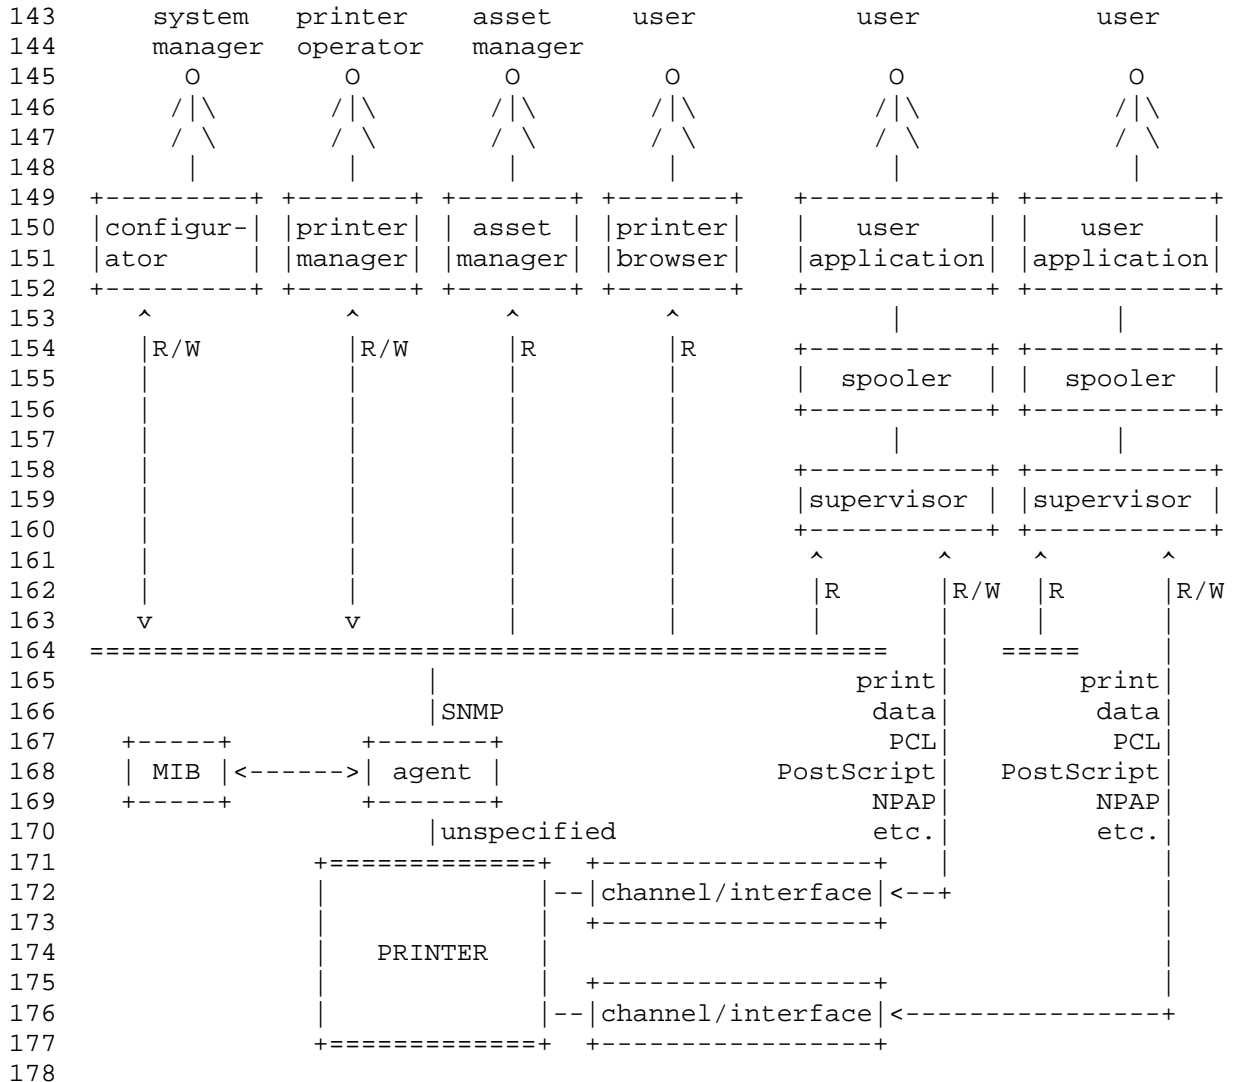 143      system   printer    asset      user          user           user
144      manager  operator   manager
145        O         O         O         O             O              O
146       /|\       /|\       /|\       /|\           /|\            /|\
147       / \       / \       / \       / \           / \            / \
148        |         |         |         |             |              |
149  +---------+ +-------+ +-------+ +-------+   +-----------+ +-----------+
150  |configur-| |printer| | asset | |printer|   |   user    | |   user    |
151  |ator     | |manager| |manager| |browser|   |application| |application|
152  +---------+ +-------+ +-------+ +-------+   +-----------+ +-----------+
153     ^            ^         ^         ^             |             |
154     |R/W         |R/W      |R        |R      +-----------+ +-----------+
155     |            |         |         |       |  spooler  | |  spooler  |
156     |            |         |         |       +-----------+ +-----------+
157     |            |         |         |             |             |
158     |            |         |         |       +-----------+ +-----------+
159     |            |         |         |       |supervisor | |supervisor |
160     |            |         |         |       +-----------+ +-----------+
161     |            |         |         |        ^       ^     ^       ^
162     |            |         |         |        |R      |R/W  |R      |R/W
163     v            v         |         |        |       |     |       |
164  ==================================================   |   =====     |
165                       |                          print|        print|
166                       |SNMP                       data|         data|
167    +-----+        +-------+                        PCL|          PCL|
168    | MIB |<------>| agent |                 PostScript|   PostScript|
169    +-----+        +-------+                       NPAP|         NPAP|
170                       |unspecified                etc.|         etc.|
171                +=============+  +-----------------+   |             |
172                |             |--|channel/interface|<--+             |
173                |             |  +-----------------+                 |
174                |   PRINTER   |                                      |
175                |             |  +-----------------+                 |
176                |             |--|channel/interface|<----------------+
177                +=============+  +-----------------+
178